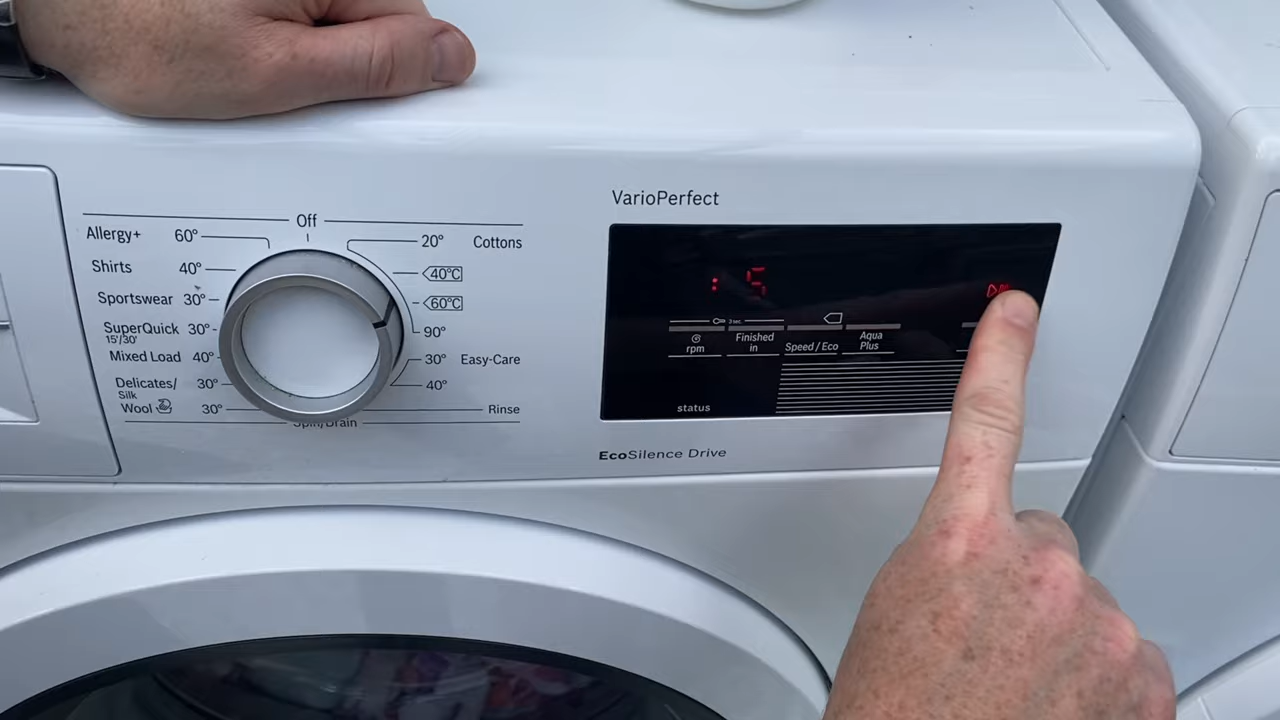 VarioPerfect
Off
Allergy+ 60°
Shirts 40°
Sportswear 30°
SuperQuick 30°
15'/30'
Mixed Load 40°
Delicates/ 30°
Silk
Wool 30°
Spin/Drain
20° Cottons
40°C
60°C
90°
30° Easy-Care
40°
Rinse
: 5
3 sec.
rpm
Finished
in
Speed / Eco
Aqua
Plus
status
EcoSilence Drive